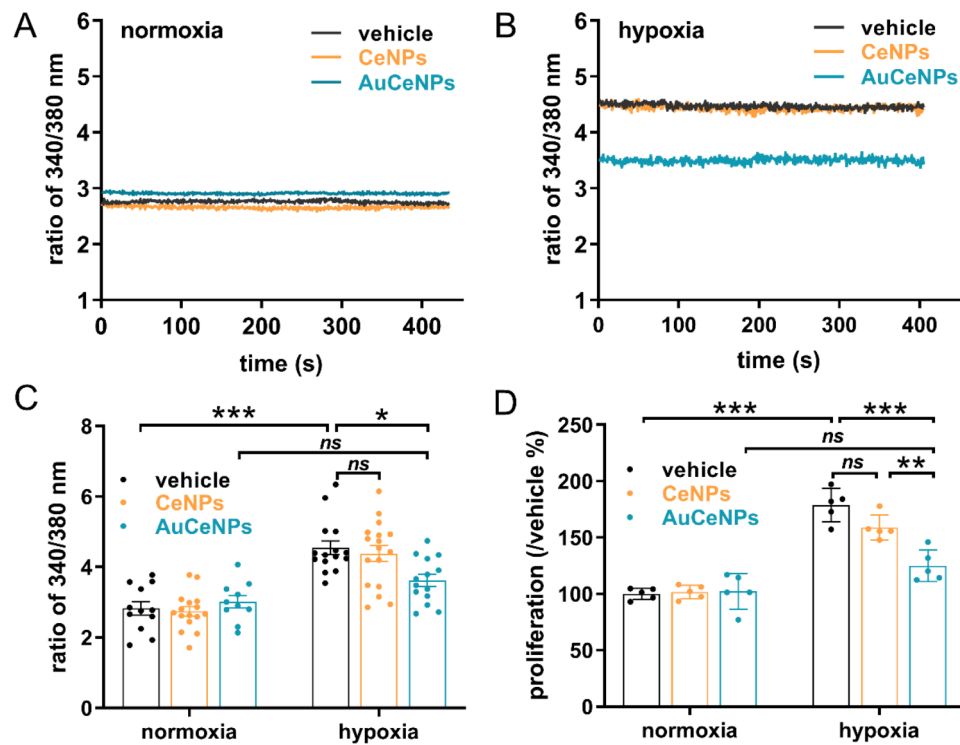 A
normoxia
vehicle
CeNPs
AuCeNPs
ratio of 340/380 nm
6
5
4
3
2
1
0
100
200
300
400
time (s)
B
hypoxia
vehicle
CeNPs
AuCeNPs
ratio of 340/380 nm
6
5
4
3
2
1
0
100
200
300
400
time (s)
C
***
*
ns
ns
vehicle
CeNPs
AuCeNPs
ratio of 340/380 nm
8
6
4
2
0
normoxia
hypoxia
D
***
***
ns
ns
**
vehicle
CeNPs
AuCeNPs
proliferation (/vehicle %)
250
200
150
100
50
0
normoxia
hypoxia